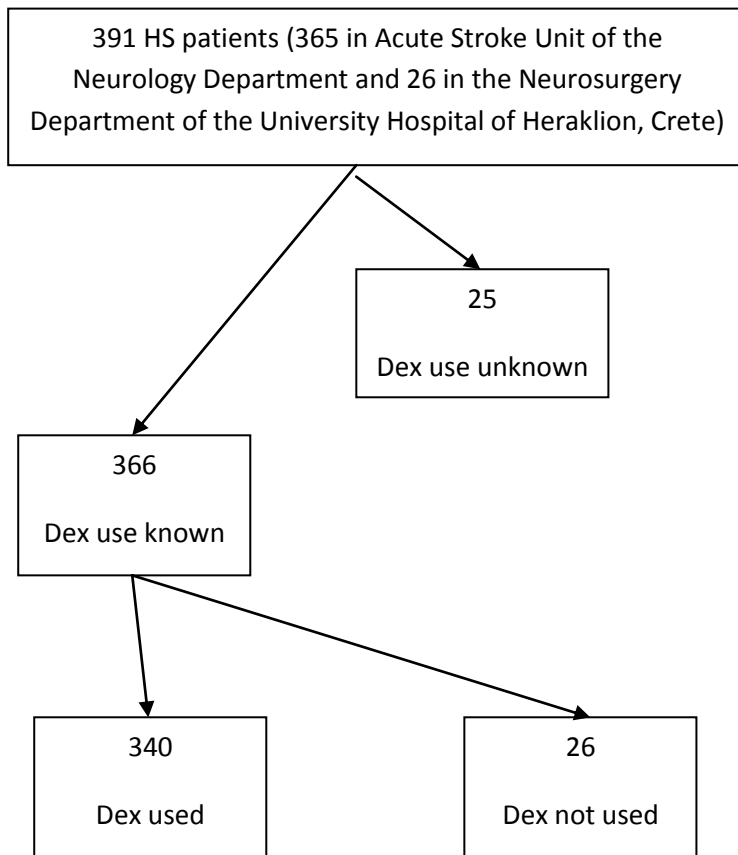 391 HS patients (365 in Acute Stroke Unit of the
Neurology Department and 26 in the Neurosurgery
Department of the University Hospital of Heraklion, Crete)
25
Dex use unknown
366
Dex use known
340
Dex used
26
Dex not used